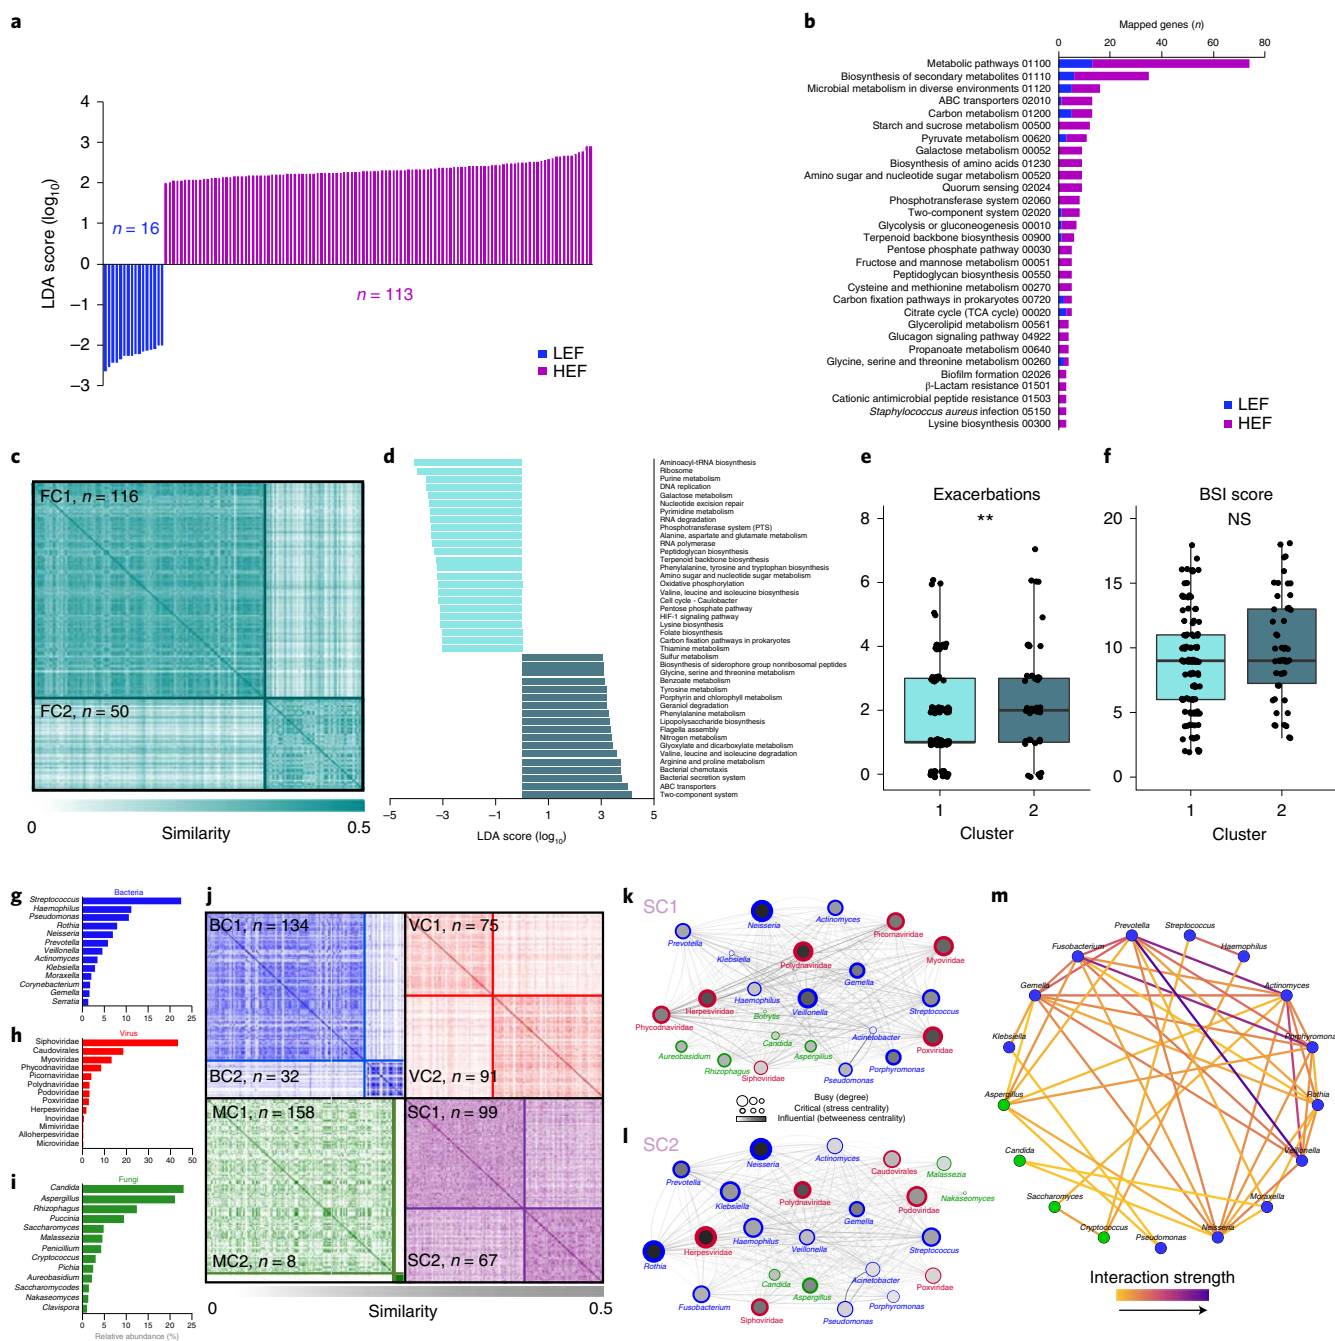 a
4
3
2
1
0
−1
−2
−3
LDA score (log10)
n = 16
n = 113
LEF
HEF
b
Mapped genes (n)
0 20 40 60 80
Metabolic pathways 01100
Biosynthesis of secondary metabolites 01110
Microbial metabolism in diverse environments 01120
ABC transporters 02010
Carbon metabolism 01200
Starch and sucrose metabolism 00500
Pyruvate metabolism 00620
Galactose metabolism 00052
Biosynthesis of amino acids 01230
Amino sugar and nucleotide sugar metabolism 00520
Quorum sensing 02024
Phosphotransferase system 02060
Two-component system 02020
Glycolysis or gluconeogenesis 00010
Terpenoid backbone biosynthesis 00900
Pentose phosphate pathway 00030
Fructose and mannose metabolism 00051
Peptidoglycan biosynthesis 00550
Cysteine and methionine metabolism 00270
Carbon fixation pathways in prokaryotes 00720
Citrate cycle (TCA cycle) 00020
Glycerolipid metabolism 00561
Glucagon signaling pathway 04922
Propanoate metabolism 00640
Glycine, serine and threonine metabolism 00260
Biofilm formation 02026
β-Lactam resistance 01501
Cationic antimicrobial peptide resistance 01503
Staphylococcus aureus infection 05150
Lysine biosynthesis 00300
LEF
HEF
c
FC1, n = 116
FC2, n = 50
0 Similarity 0.5
d
Aminoacyl-tRNA biosynthesis
Ribosome
Purine metabolism
DNA replication
Galactose metabolism
Nucleotide excision repair
Pyrimidine metabolism
RNA degradation
Phosphotransferase system (PTS)
Alanine, aspartate and glutamate metabolism
RNA polymerase
Peptidoglycan biosynthesis
Terpenoid backbone biosynthesis
Phenylalanine, tyrosine and tryptophan biosynthesis
Amino sugar and nucleotide sugar metabolism
Oxidative phosphorylation
Valine, leucine and isoleucine biosynthesis
Cell cycle - Caulobacter
Pentose phosphate pathway
HIF-1 signaling pathway
Lysine biosynthesis
Folate biosynthesis
Carbon fixation pathways in prokaryotes
Thiamine metabolism
Sulfur metabolism
Biosynthesis of siderophore group nonribosomal peptides
Glycine, serine and threonine metabolism
Benzoate metabolism
Tyrosine metabolism
Porphyrin and chlorophyll metabolism
Geraniol degradation
Phenylalanine metabolism
Lipopolysaccharide biosynthesis
Flagella assembly
Nitrogen metabolism
Glyoxylate and dicarboxylate metabolism
Valine, leucine and isoleucine degradation
Arginine and proline metabolism
Bacterial chemotaxis
Bacterial secretion system
ABC transporters
Two-component system
−5 −3 −1 1 3 5
LDA score (log10)
e
Exacerbations
**
8
6
4
2
0
1 2
Cluster
f
BSI score
NS
20
15
10
5
0
1 2
Cluster
g
Bacteria
Streptococcus
Haemophilus
Pseudomonas
Rothia
Neisseria
Prevotella
Veillonella
Actinomyces
Klebsiella
Moraxella
Corynebacterium
Gemella
Serratia
0 5 10 15 20 25
h
Virus
Siphoviridae
Caudovirales
Myoviridae
Phycodnaviridae
Picornaviridae
Polydnaviridae
Podoviridae
Poxviridae
Herpesviridae
Inoviridae
Mimiviridae
Alloherpesviridae
Microviridae
0 10 20 30 40 50
i
Fungi
Candida
Aspergillus
Rhizophagus
Puccinia
Saccharomyces
Malassezia
Penicillium
Cryptococcus
Pichia
Aureobasidium
Saccharomycodes
Nakaseomyces
Clavispora
0 5 10 15 20 25
Relative abundance (%)
j
BC1, n = 134
BC2, n = 32
VC1, n = 75
VC2, n = 91
MC1, n = 158
MC2, n = 8
SC1, n = 99
SC2, n = 67
0 Similarity 0.5
k
SC1
Neisseria
Actinomyces
Picornaviridae
Prevotella
Klebsiella
Polydnaviridae
Myoviridae
Gemella
Haemophilus
Herpesviridae
Veillonella
Streptococcus
Phycodnaviridae
Botrytis
Candida
Acinetobacter
Poxviridae
Aureobasidium
Aspergillus
Rhizophagus
Porphyromonas
Siphoviridae
Pseudomonas
Busy (degree)
Critical (stress centrality)
Influential (betweeness centrality)
l
SC2
Neisseria
Actinomyces
Caudovirales
Malassezia
Prevotella
Klebsiella
Polydnaviridae
Nakaseomyces
Podoviridae
Gemella
Haemophilus
Herpesviridae
Veillonella
Streptococcus
Rothia
Candida
Acinetobacter
Aspergillus
Poxviridae
Fusobacterium
Porphyromonas
Siphoviridae
Pseudomonas
m
Prevotella
Streptococcus
Fusobacterium
Haemophilus
Gemella
Actinomyces
Klebsiella
Porphyromonas
Aspergillus
Rothia
Candida
Veillonella
Saccharomyces
Moraxella
Cryptococcus
Neisseria
Pseudomonas
Interaction strength